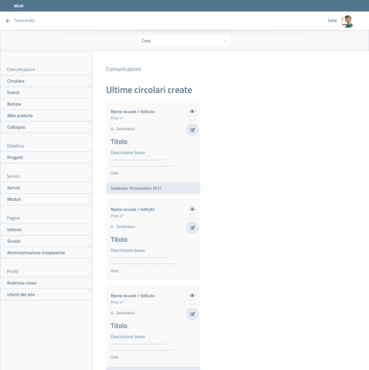 MIUR
Torna al sito
Carla
Crea
Comunicazioni
Circolare
Eventi
Notizie
Albo pretorio
Colloquio
Didattica
Progetti
Servizi
Servizi
Moduli
Pagine
Istituto
Scuola
Amministrazione trasparente
Profili
Rubriche classi
Utenti del sito
Comunicazioni
Ultime circolari create
Nome scuola / Istituto
Prot. n°
Destinatari
Titolo
Descrizione breve
Data
Scadenza: 16 novembre 2017
Nome scuola / Istituto
Prot. n°
Destinatari
Titolo
Descrizione breve
Data
Nome scuola / Istituto
Prot. n°
Destinatari
Titolo
Descrizione breve
Data